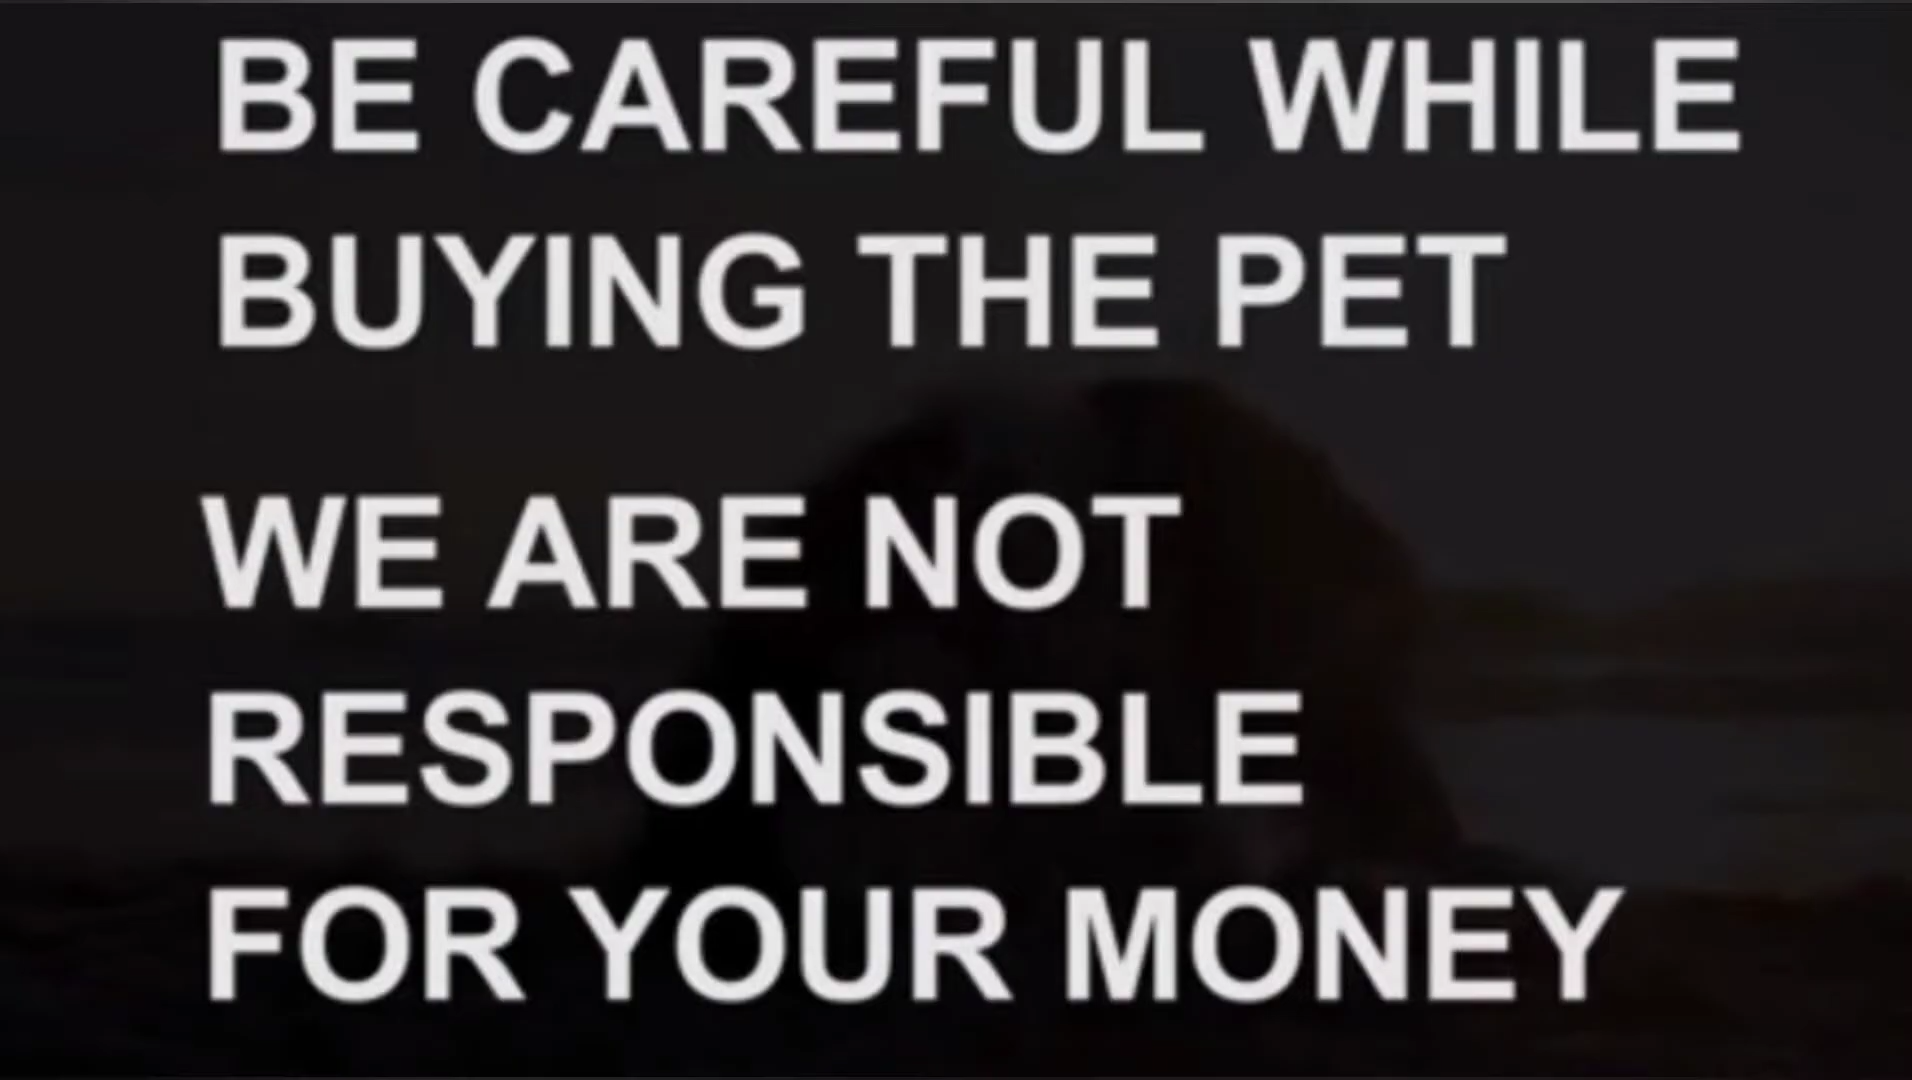 BE CAREFUL WHILE
BUYING THE PET
WE ARE NOT
RESPONSIBLE
FOR YOUR MONEY